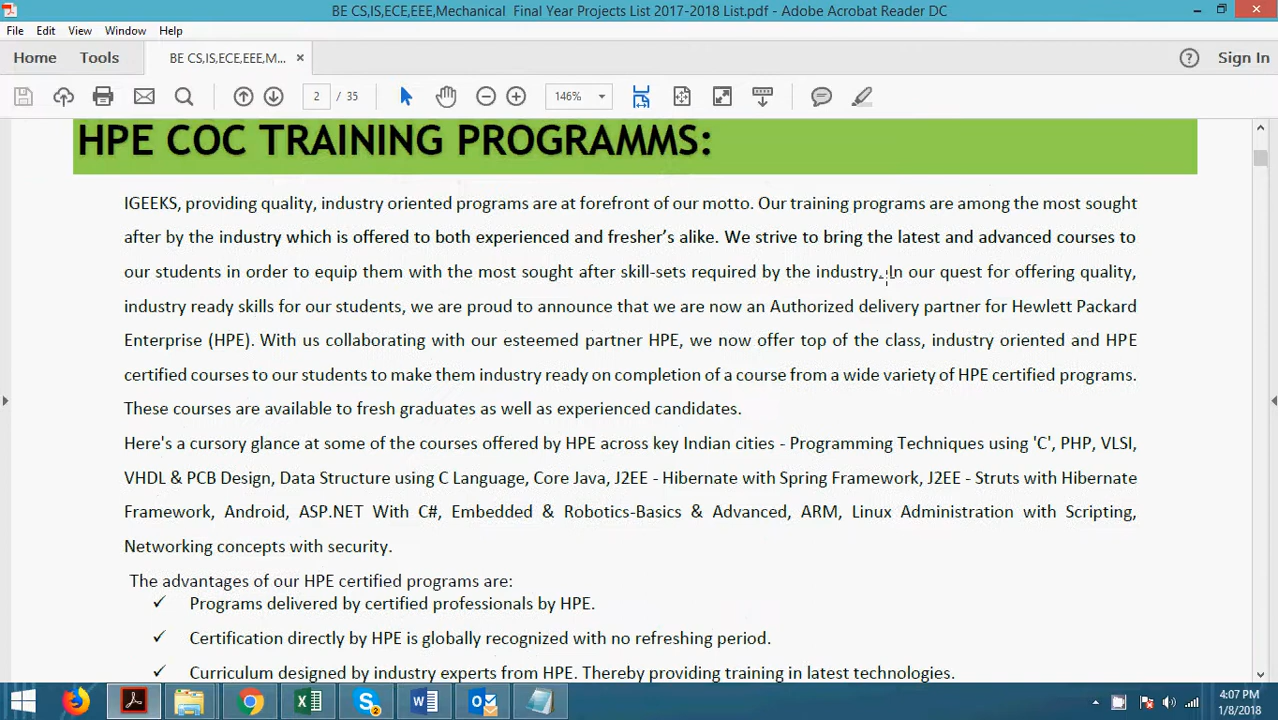 BE CS,IS,ECE,EEE,Mechanical  Final Year Projects List 2017-2018 List.pdf - Adobe Acrobat Reader DC
File Edit View Window Help
Home Tools BE CS,IS,ECE,EEE,M... × Sign In
2 / 35 146%
HPE COC TRAINING PROGRAMMS:
IGEEKS, providing quality, industry oriented programs are at forefront of our motto. Our training programs are among the most sought
after by the industry which is offered to both experienced and fresher's alike. We strive to bring the latest and advanced courses to
our students in order to equip them with the most sought after skill-sets required by the industry. In our quest for offering quality,
industry ready skills for our students, we are proud to announce that we are now an Authorized delivery partner for Hewlett Packard
Enterprise (HPE). With us collaborating with our esteemed partner HPE, we now offer top of the class, industry oriented and HPE
certified courses to our students to make them industry ready on completion of a course from a wide variety of HPE certified programs.
These courses are available to fresh graduates as well as experienced candidates.
Here's a cursory glance at some of the courses offered by HPE across key Indian cities - Programming Techniques using 'C', PHP, VLSI,
VHDL & PCB Design, Data Structure using C Language, Core Java, J2EE - Hibernate with Spring Framework, J2EE - Struts with Hibernate
Framework, Android, ASP.NET With C#, Embedded & Robotics-Basics & Advanced, ARM, Linux Administration with Scripting,
Networking concepts with security.
The advantages of our HPE certified programs are:
✓ Programs delivered by certified professionals by HPE.
✓ Certification directly by HPE is globally recognized with no refreshing period.
✓ Curriculum designed by industry experts from HPE. Thereby providing training in latest technologies.
4:07 PM
1/8/2018